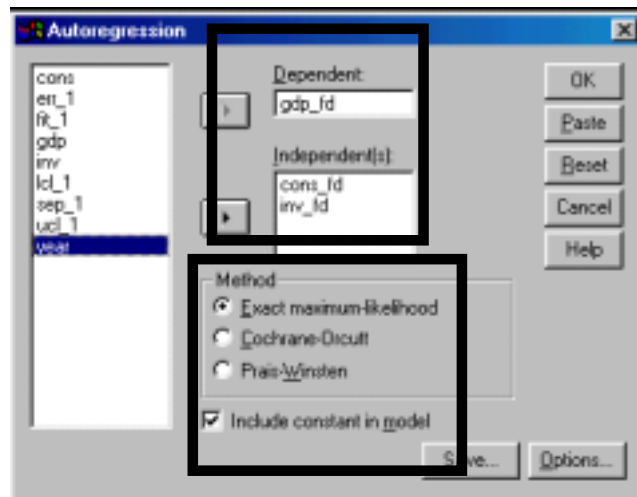 Autoregression
cons
err_1
fit_1
gdp
inv
lcl_1
sep_1
ucl_1
year
Dependent:
gdp_fd
Independent(s):
cons_fd
inv_fd
Method
Exact maximum-likelihood
Cochrane-Orcutt
Prais-Winsten
Include constant in model
OK
Paste
Reset
Cancel
Help
Options...